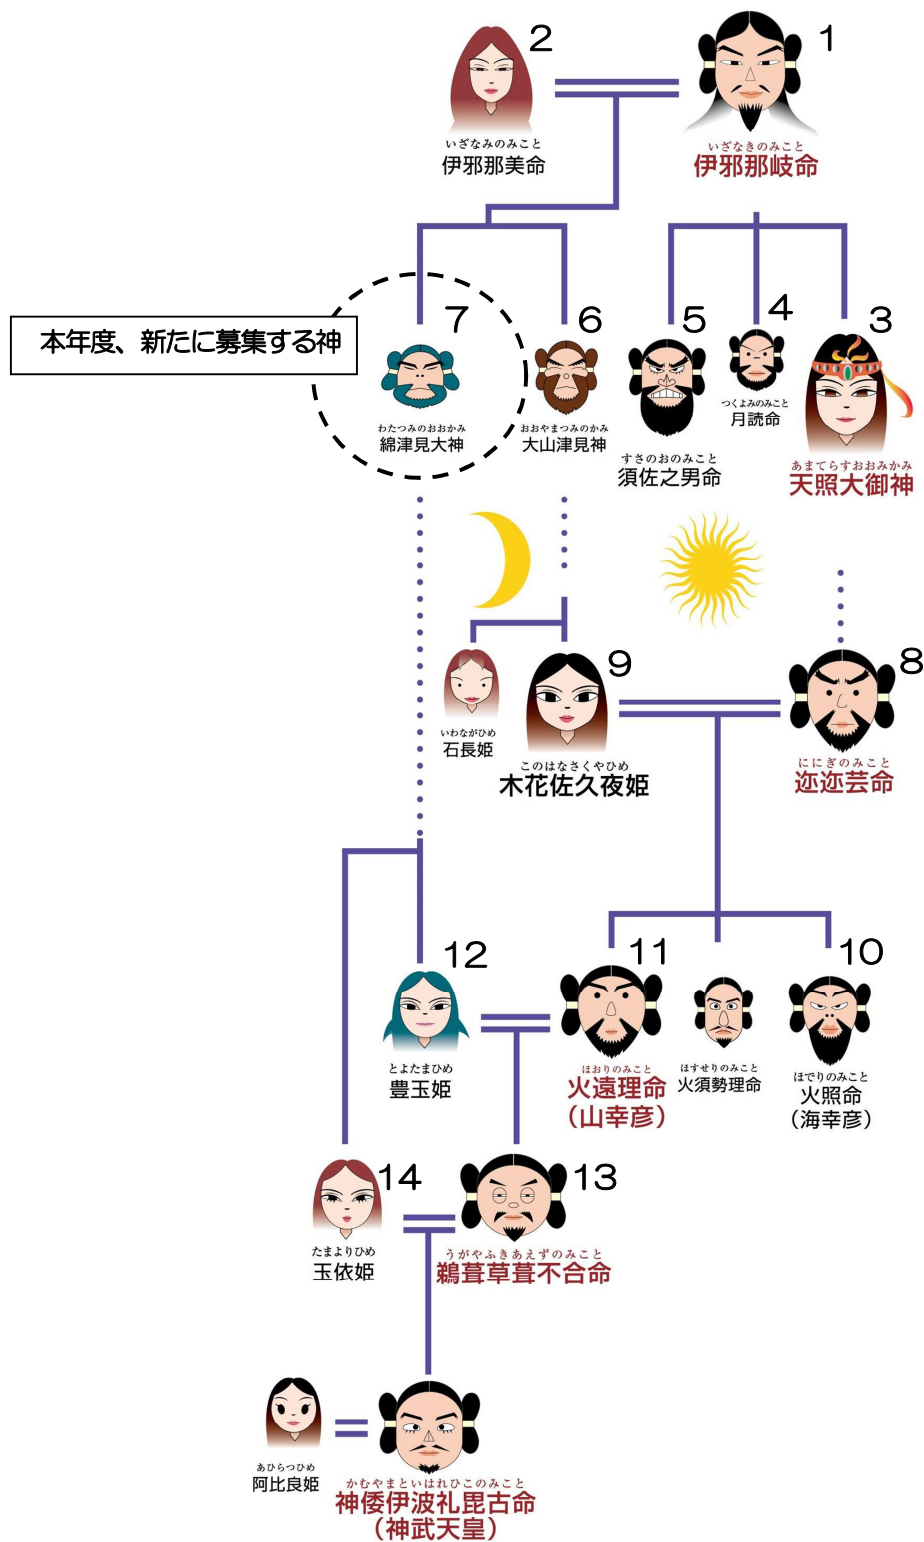 2
1
いざなみのみこと
伊邪那美命
いざなきのみこと
伊邪那岐命
本年度、新たに募集する神
7
6
5
4
3
わたつみのおおかみ
綿津見大神
おおやまつみのかみ
大山津見神
すさのおのみこと
須佐之男命
つくよみのみこと
月読命
あまてらすおおみかみ
天照大御神
9
8
いわながひめ
石長姫
このはなさくやひめ
木花佐久夜姫
ににぎのみこと
迩迩芸命
12
11
10
とよたまひめ
豊玉姫
ほおりのみこと
火遠理命
（山幸彦）
ほすせりのみこと
火須勢理命
ほでりのみこと
火照命
（海幸彦）
14
13
たまよりひめ
玉依姫
うがやふきあえずのみこと
鵜葺草葺不合命
あひらつひめ
阿比良姫
かむやまといはれひこのみこと
神倭伊波礼毘古命
（神武天皇）